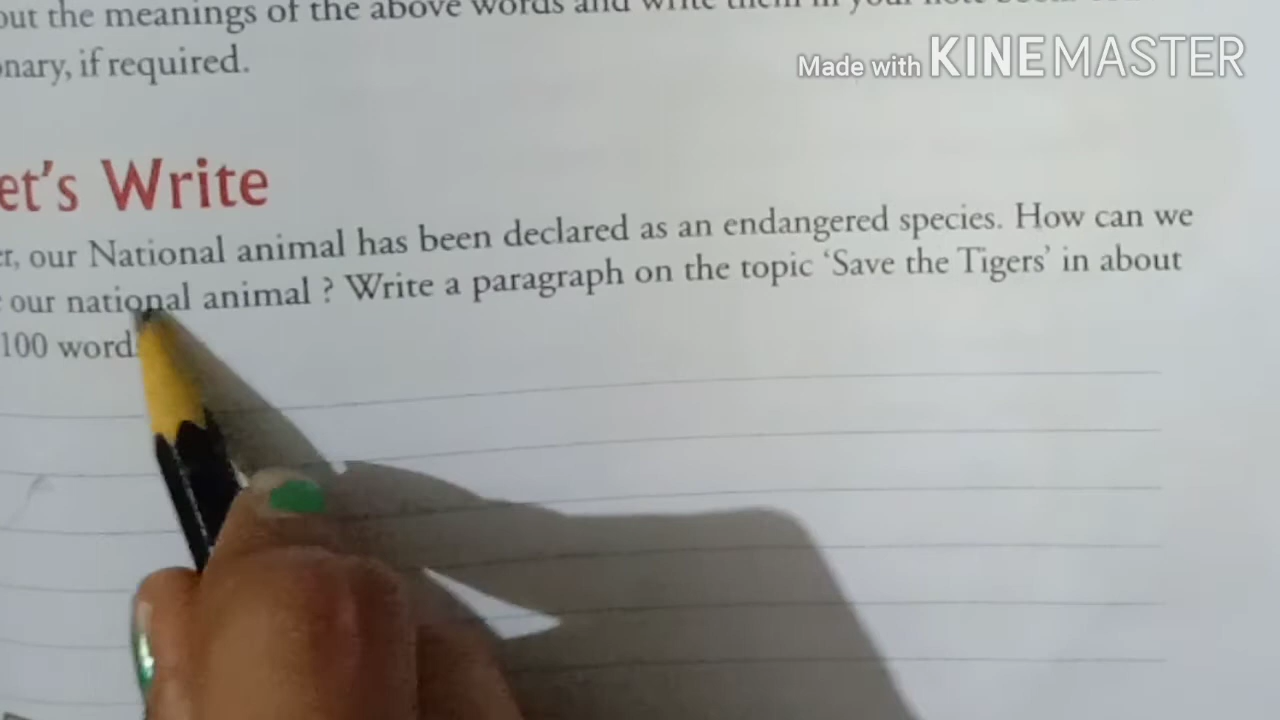 out the meanings of the above words and write them in your note
onary, if required.
Made with KINEMASTER
et's Write
er, our National animal has been declared as an endangered species. How can we
our national animal ? Write a paragraph on the topic 'Save the Tigers' in about
100 word